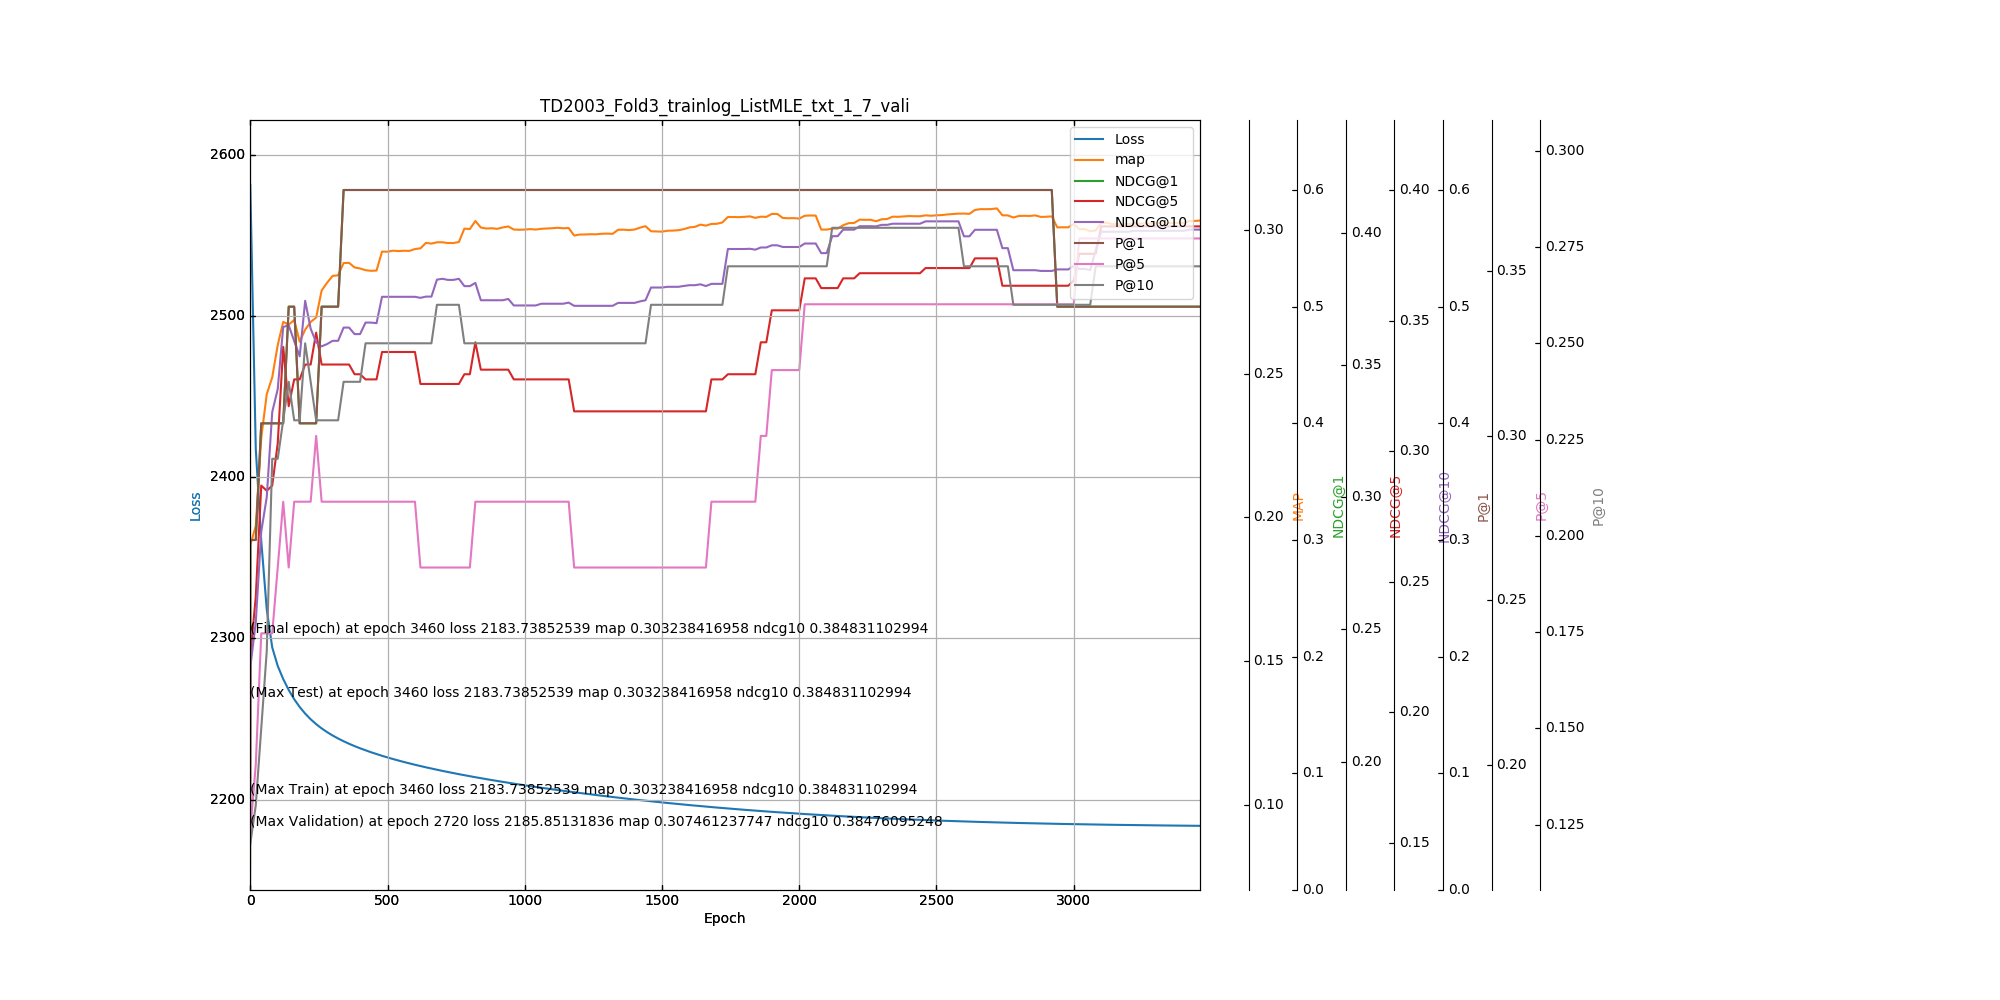 TD2003_Fold3_trainlog_ListMLE_txt_1_7_vali
Loss
map
NDCG@1
NDCG@5
NDCG@10
P@1
P@5
P@10
2600
2500
2400
2300
2200
Loss
(Final epoch) at epoch 3460 loss 2183.73852539 map 0.303238416958 ndcg10 0.384831102994
(Max Test) at epoch 3460 loss 2183.73852539 map 0.303238416958 ndcg10 0.384831102994
(Max Train) at epoch 3460 loss 2183.73852539 map 0.303238416958 ndcg10 0.384831102994
(Max Validation) at epoch 2720 loss 2185.85131836 map 0.307461237747 ndcg10 0.38476095248
0 500 1000 1500 2000 2500 3000
Epoch
0.30
0.25
0.20
0.15
0.10
MAP
0.6
0.5
0.4
0.3
0.2
0.1
0.0
NDCG@1
0.40
0.35
0.30
0.25
0.20
NDCG@5
0.40
0.35
0.30
0.25
0.20
0.15
NDCG@10
0.6
0.5
0.4
0.3
0.2
0.1
0.0
P@1
0.35
0.30
0.25
0.20
P@5
0.300
0.275
0.250
0.225
0.200
0.175
0.150
0.125
P@10